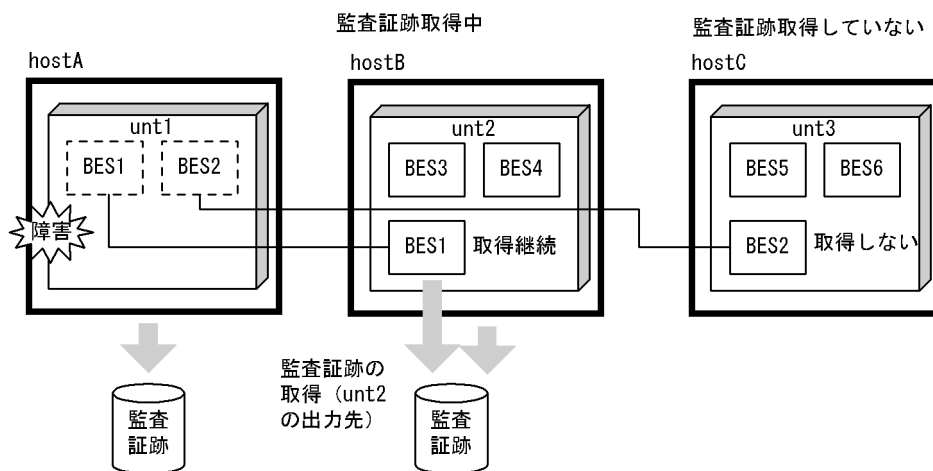 監査証跡取得中
監査証跡取得していない
hostA
hostB
hostC
unt1
BES1
BES2
障害
unt2
BES3
BES4
BES1
取得継続
unt3
BES5
BES6
BES2
取得しない
監査証跡の
取得（unt2
の出力先）
監査
証跡
監査
証跡